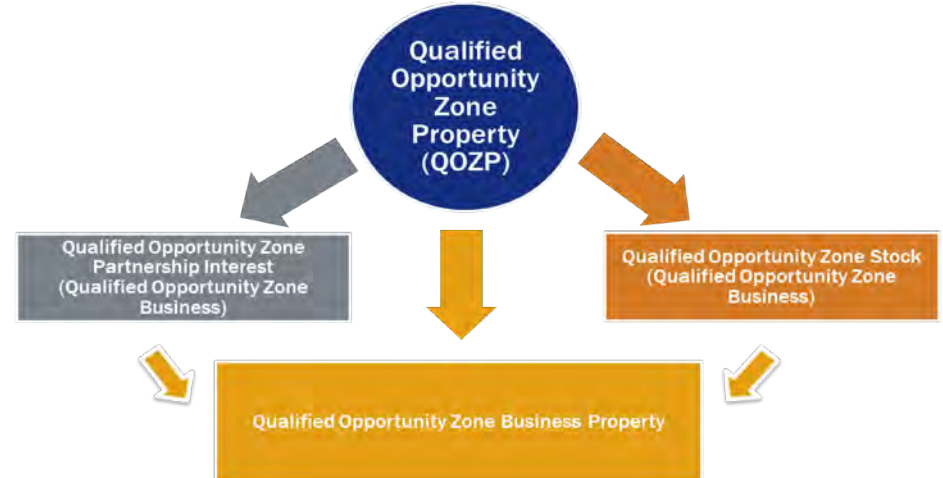 Qualified
Opportunity
Zone
Property
(QOZP)
Qualified Opportunity Zone
Partnership Interest
(Qualified Opportunity Zone
Business)
Qualified Opportunity Zone Stock
(Qualified Opportunity Zone
Business)
Qualified Opportunity Zone Business Property